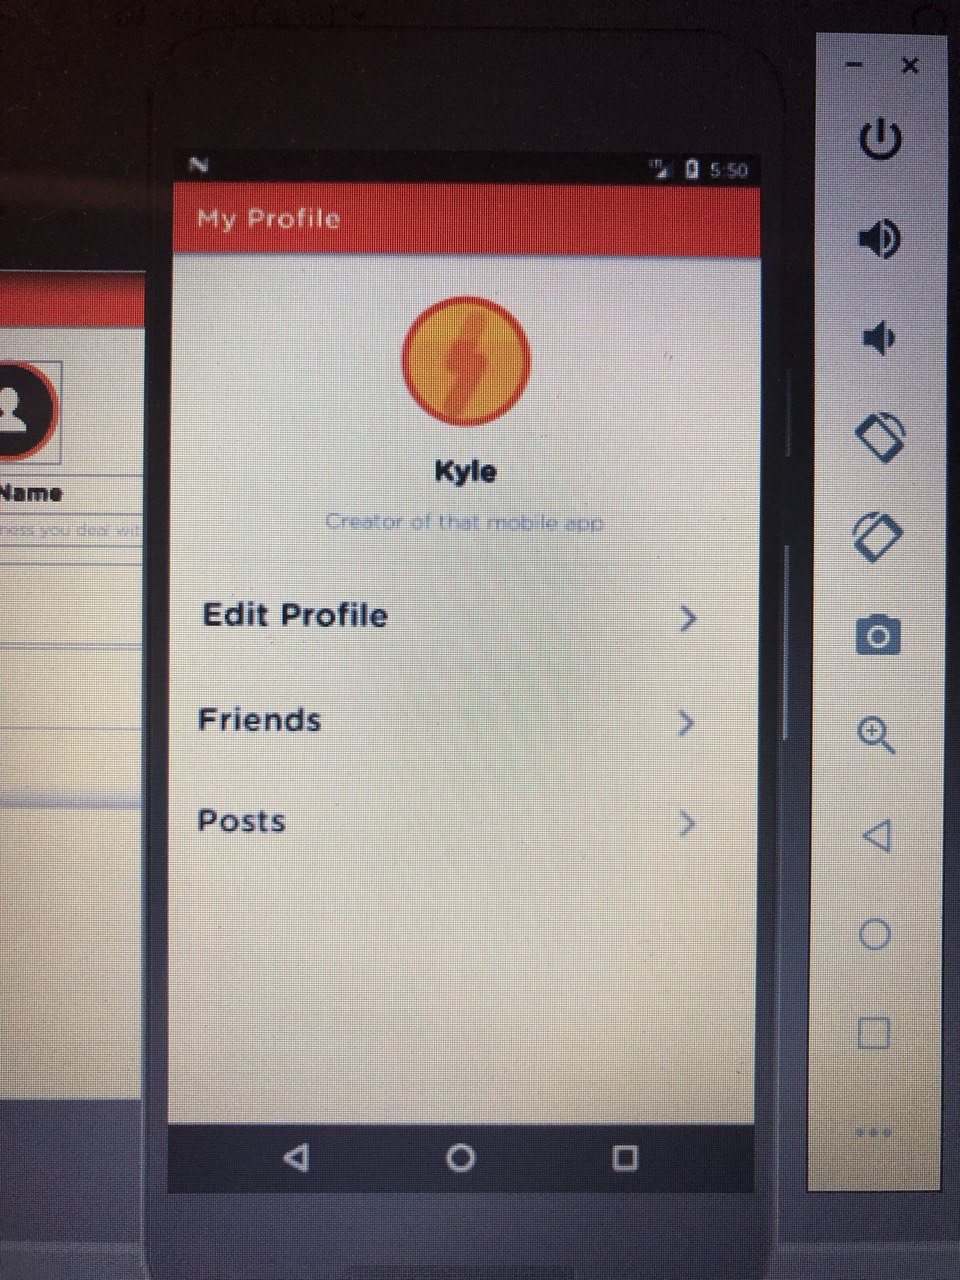 5:50
My Profile
Kyle
Creator of that mobile app
Edit Profile
Friends
Posts
Name
ness you deal wit